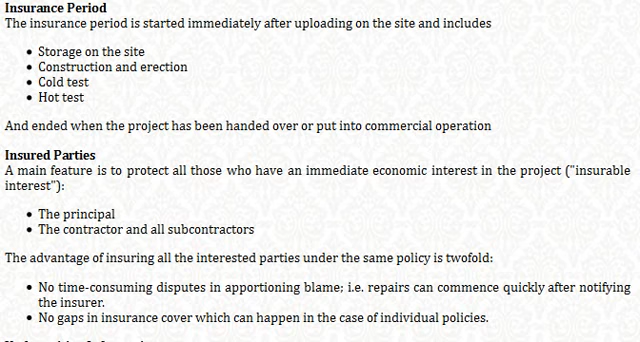 Insurance Period
The insurance period is started immediately after uploading on the site and includes
• Storage on the site
• Construction and erection
• Cold test
• Hot test
And ended when the project has been handed over or put into commercial operation
Insured Parties
A main feature is to protect all those who have an immediate economic interest in the project ("insurable
interest"):
• The principal
• The contractor and all subcontractors
The advantage of insuring all the interested parties under the same policy is twofold:
• No time-consuming disputes in apportioning blame; i.e. repairs can commence quickly after notifying
the insurer.
• No gaps in insurance cover which can happen in the case of individual policies.